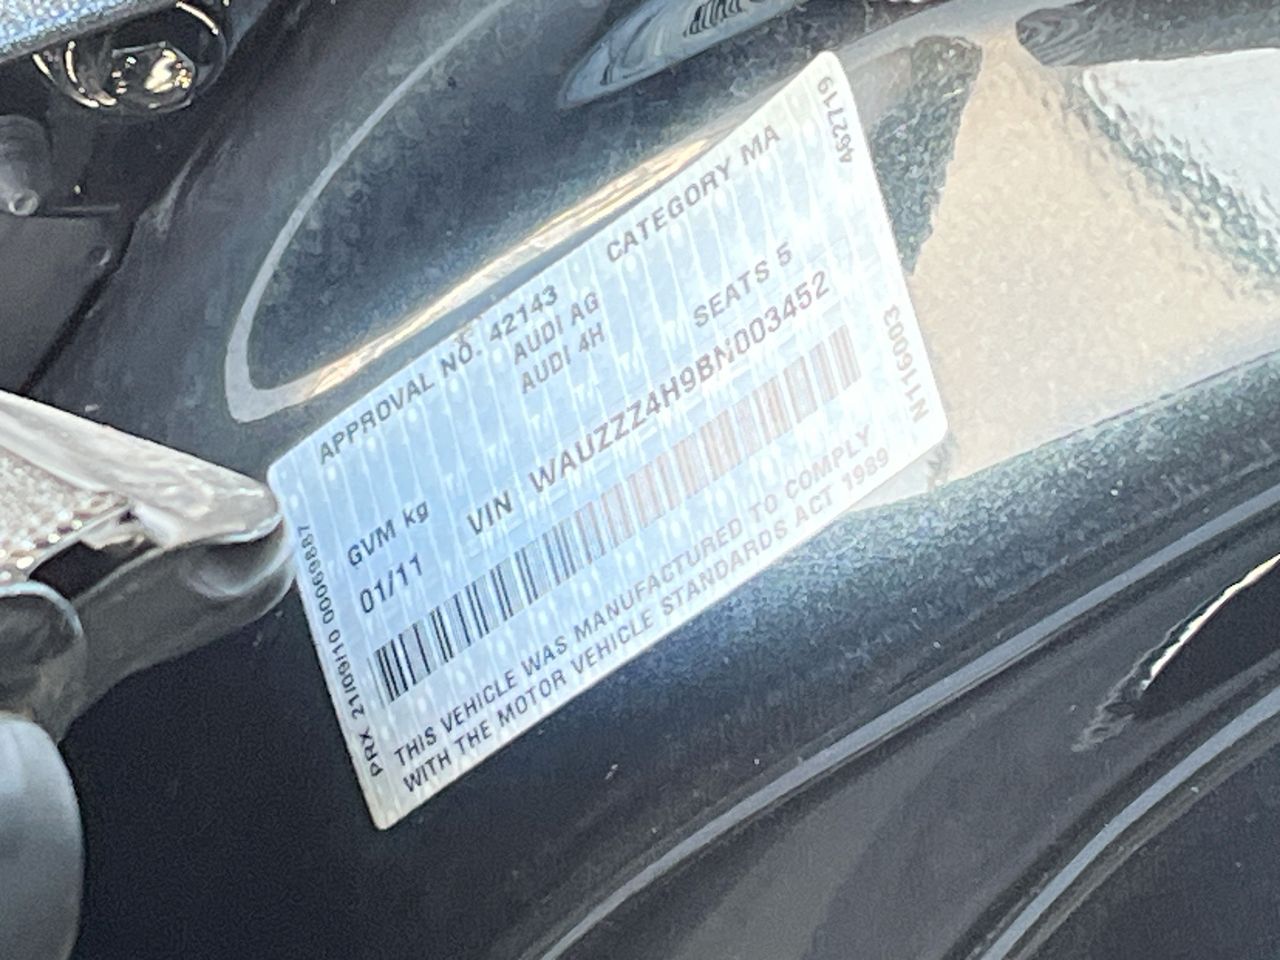 APPROVAL NO. 42143
CATEGORY MA
AUDI AG
AUDI 4H
SEATS 5
GVM kg
01/11
VIN WAUZZZ4H9BN003452
THIS VEHICLE WAS MANUFACTURED TO COMPLY
WITH THE MOTOR VEHICLE STANDARDS ACT 1989
PRX 21/09/10 00069887
462719
N116003